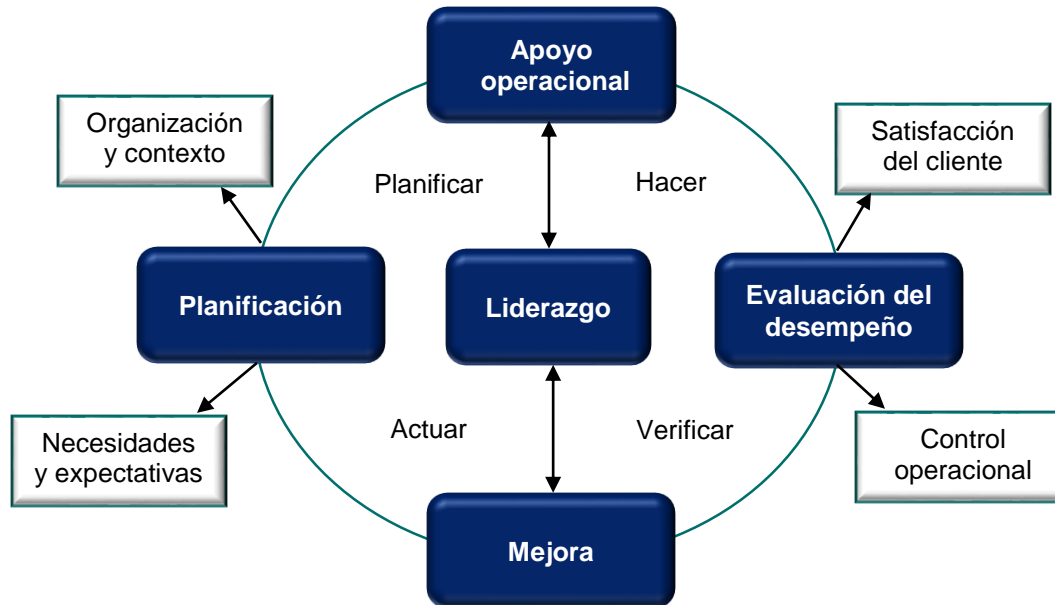 Apoyo
operacional
Organización
y contexto
Satisfacción
del cliente
Planificar
Hacer
Planificación
Liderazgo
Evaluación del
desempeño
Necesidades
y expectativas
Actuar
Verificar
Control
operacional
Mejora